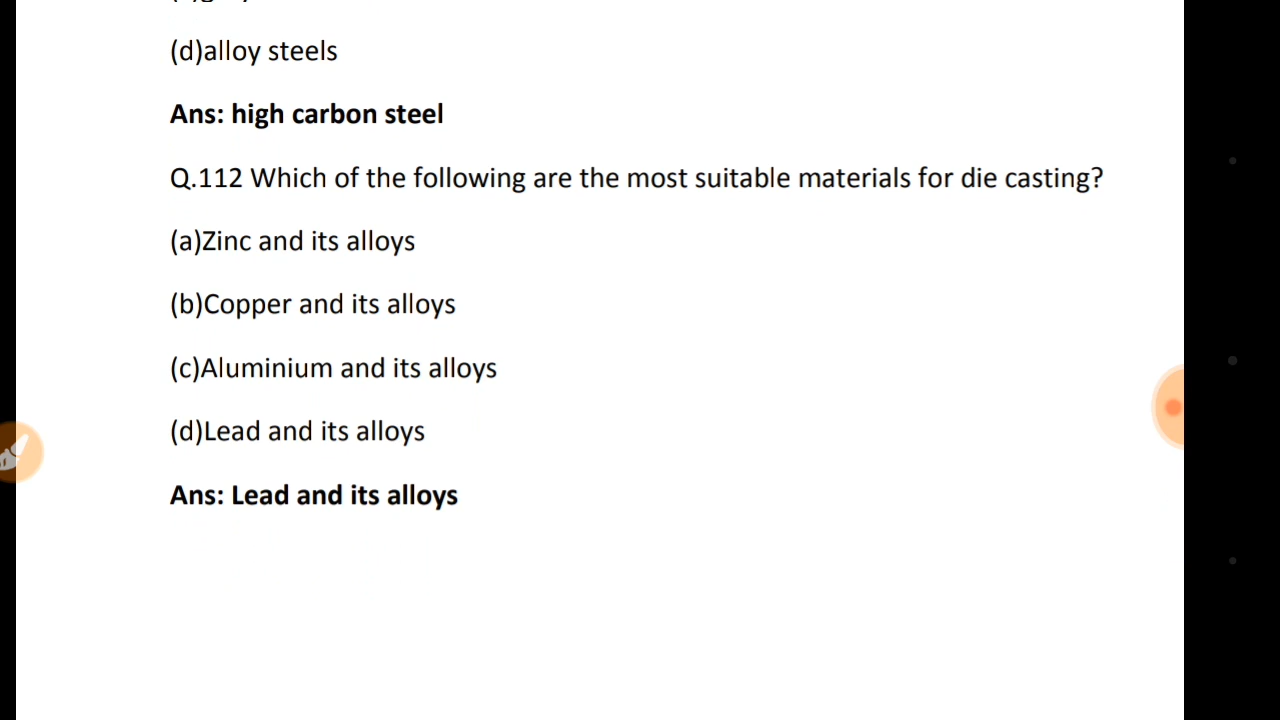 (d)alloy steels
Ans: high carbon steel
Q.112 Which of the following are the most suitable materials for die casting?
(a)Zinc and its alloys
(b)Copper and its alloys
(c)Aluminium and its alloys
(d)Lead and its alloys
Ans: Lead and its alloys